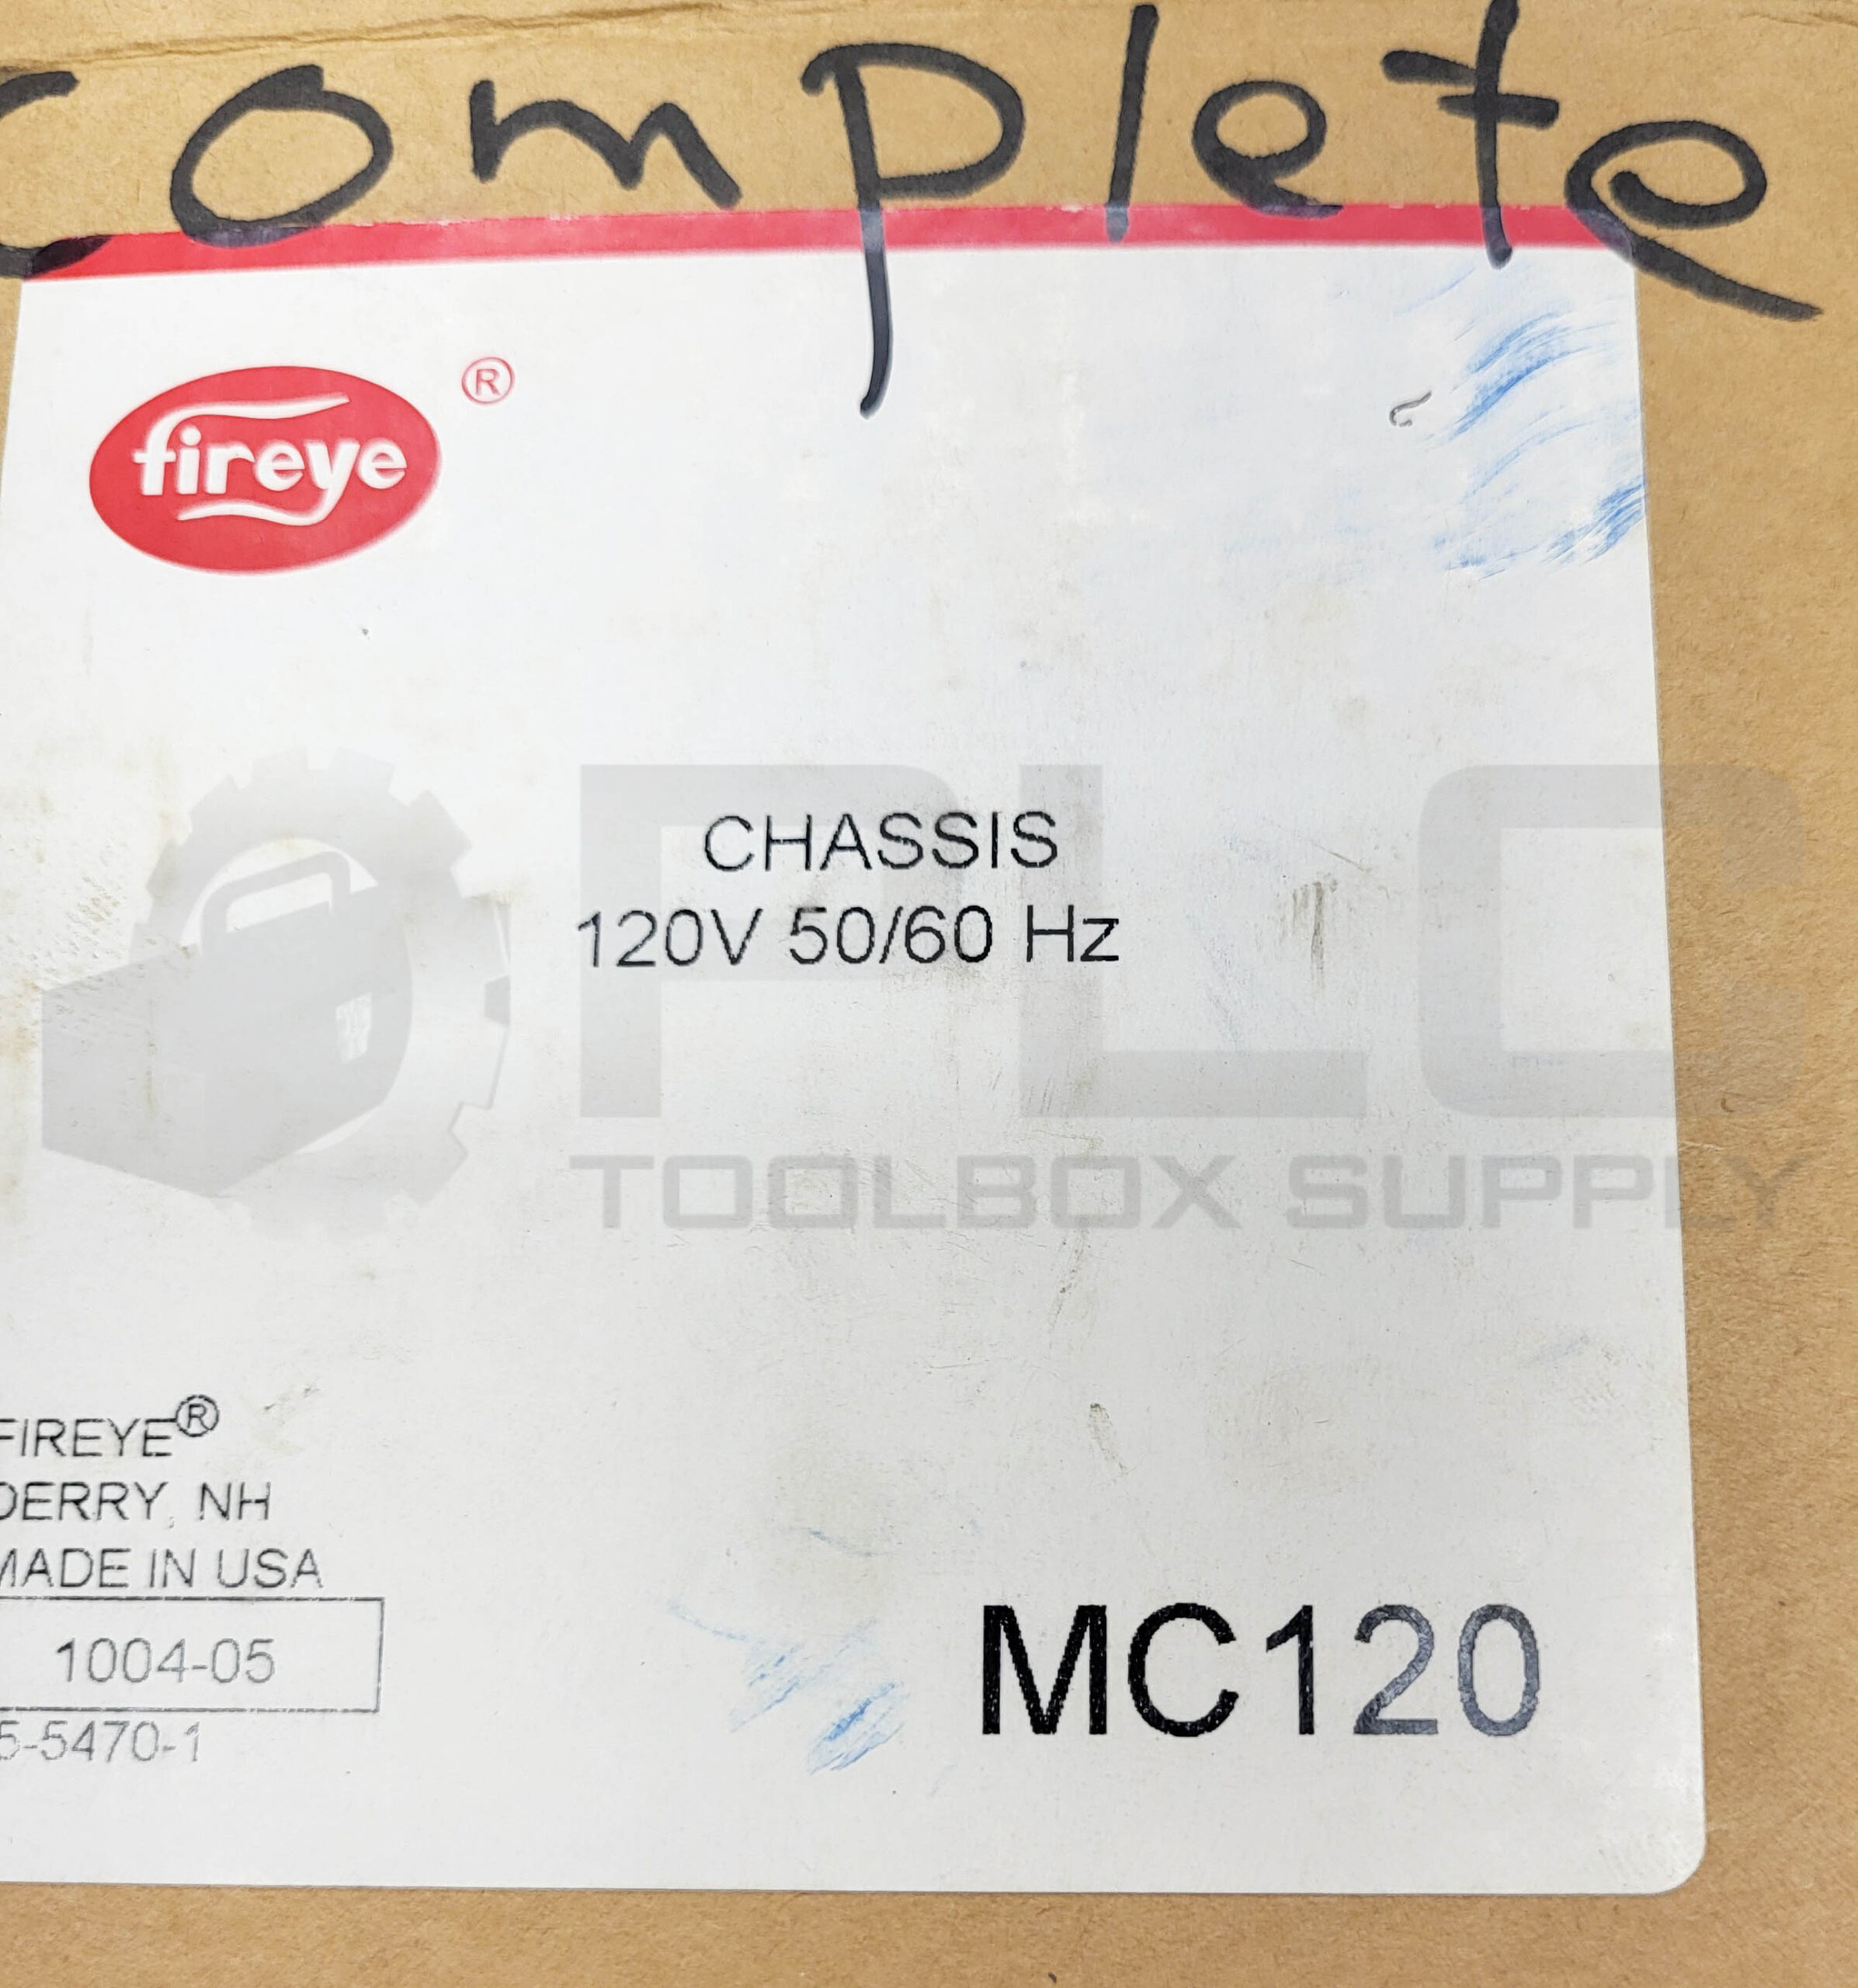 complete
fireye ®
CHASSIS
120V 50/60 Hz
PLC
TOOLBOX SUPPLY
FIREYE®
DERRY, NH
MADE IN USA
1004-05
5-5470-1
MC120